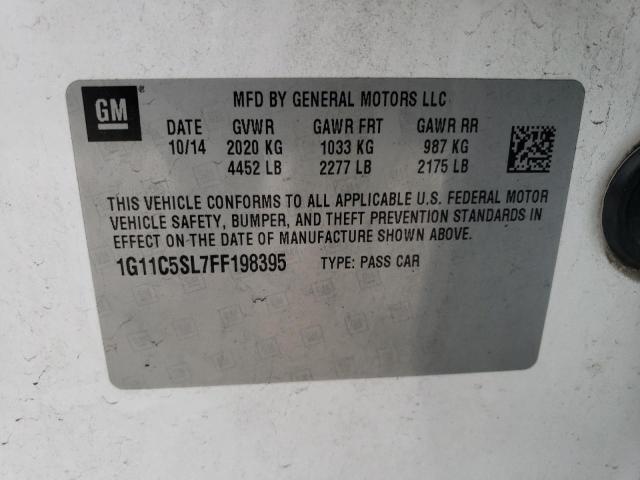 GM
MFD BY GENERAL MOTORS LLC
DATE GVWR GAWR FRT GAWR RR
10/14 2020 KG 1033 KG 987 KG
4452 LB 2277 LB 2175 LB
THIS VEHICLE CONFORMS TO ALL APPLICABLE U.S. FEDERAL MOTOR
VEHICLE SAFETY, BUMPER, AND THEFT PREVENTION STANDARDS IN
EFFECT ON THE DATE OF MANUFACTURE SHOWN ABOVE.
1G11C5SL7FF198395 TYPE: PASS CAR